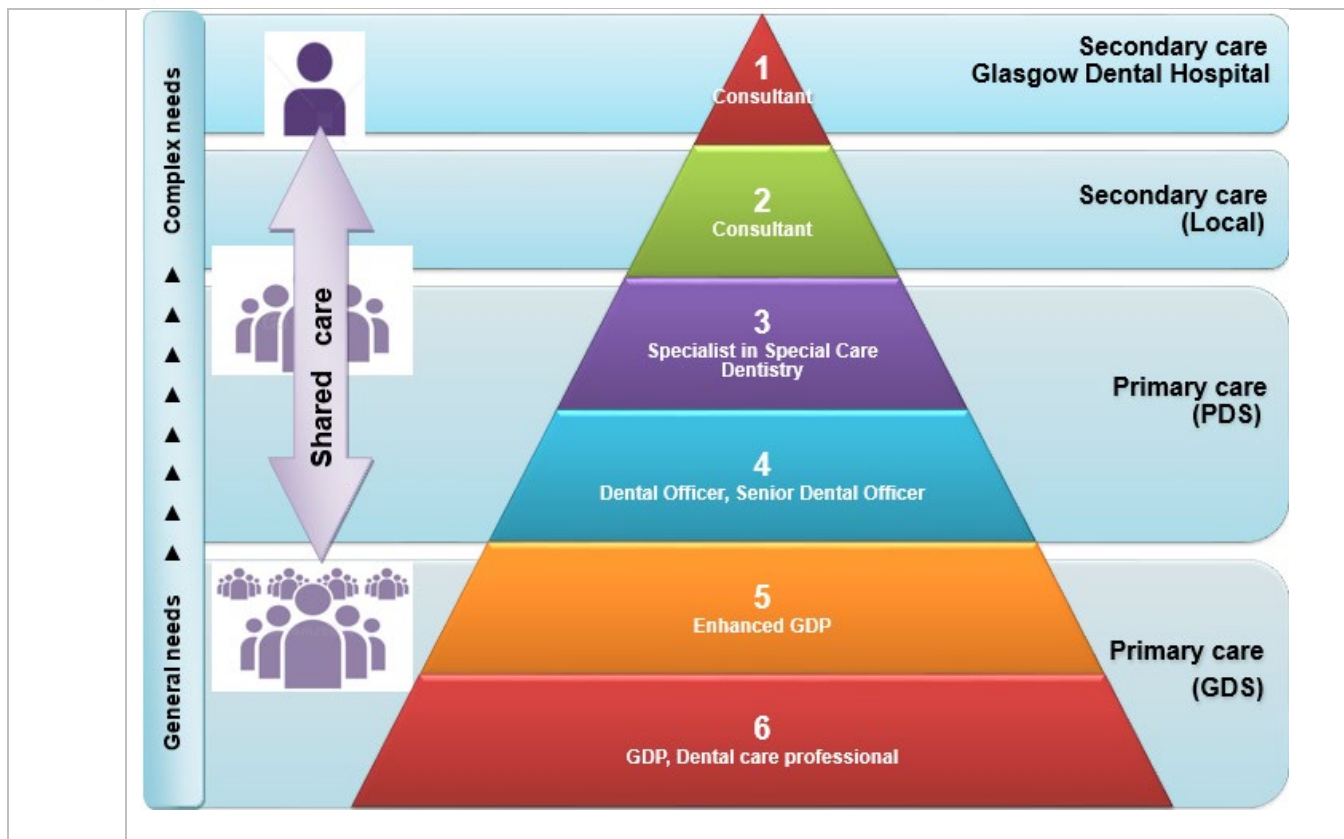 Complex needs
▲ ▲ ▲ ▲ ▲ ▲ ▲ ▲
General needs
Shared care
1
Consultant
Secondary care
Glasgow Dental Hospital
2
Consultant
Secondary care
(Local)
3
Specialist in Special Care
Dentistry
4
Dental Officer, Senior Dental Officer
Primary care
(PDS)
5
Enhanced GDP
6
GDP, Dental care professional
Primary care
(GDS)